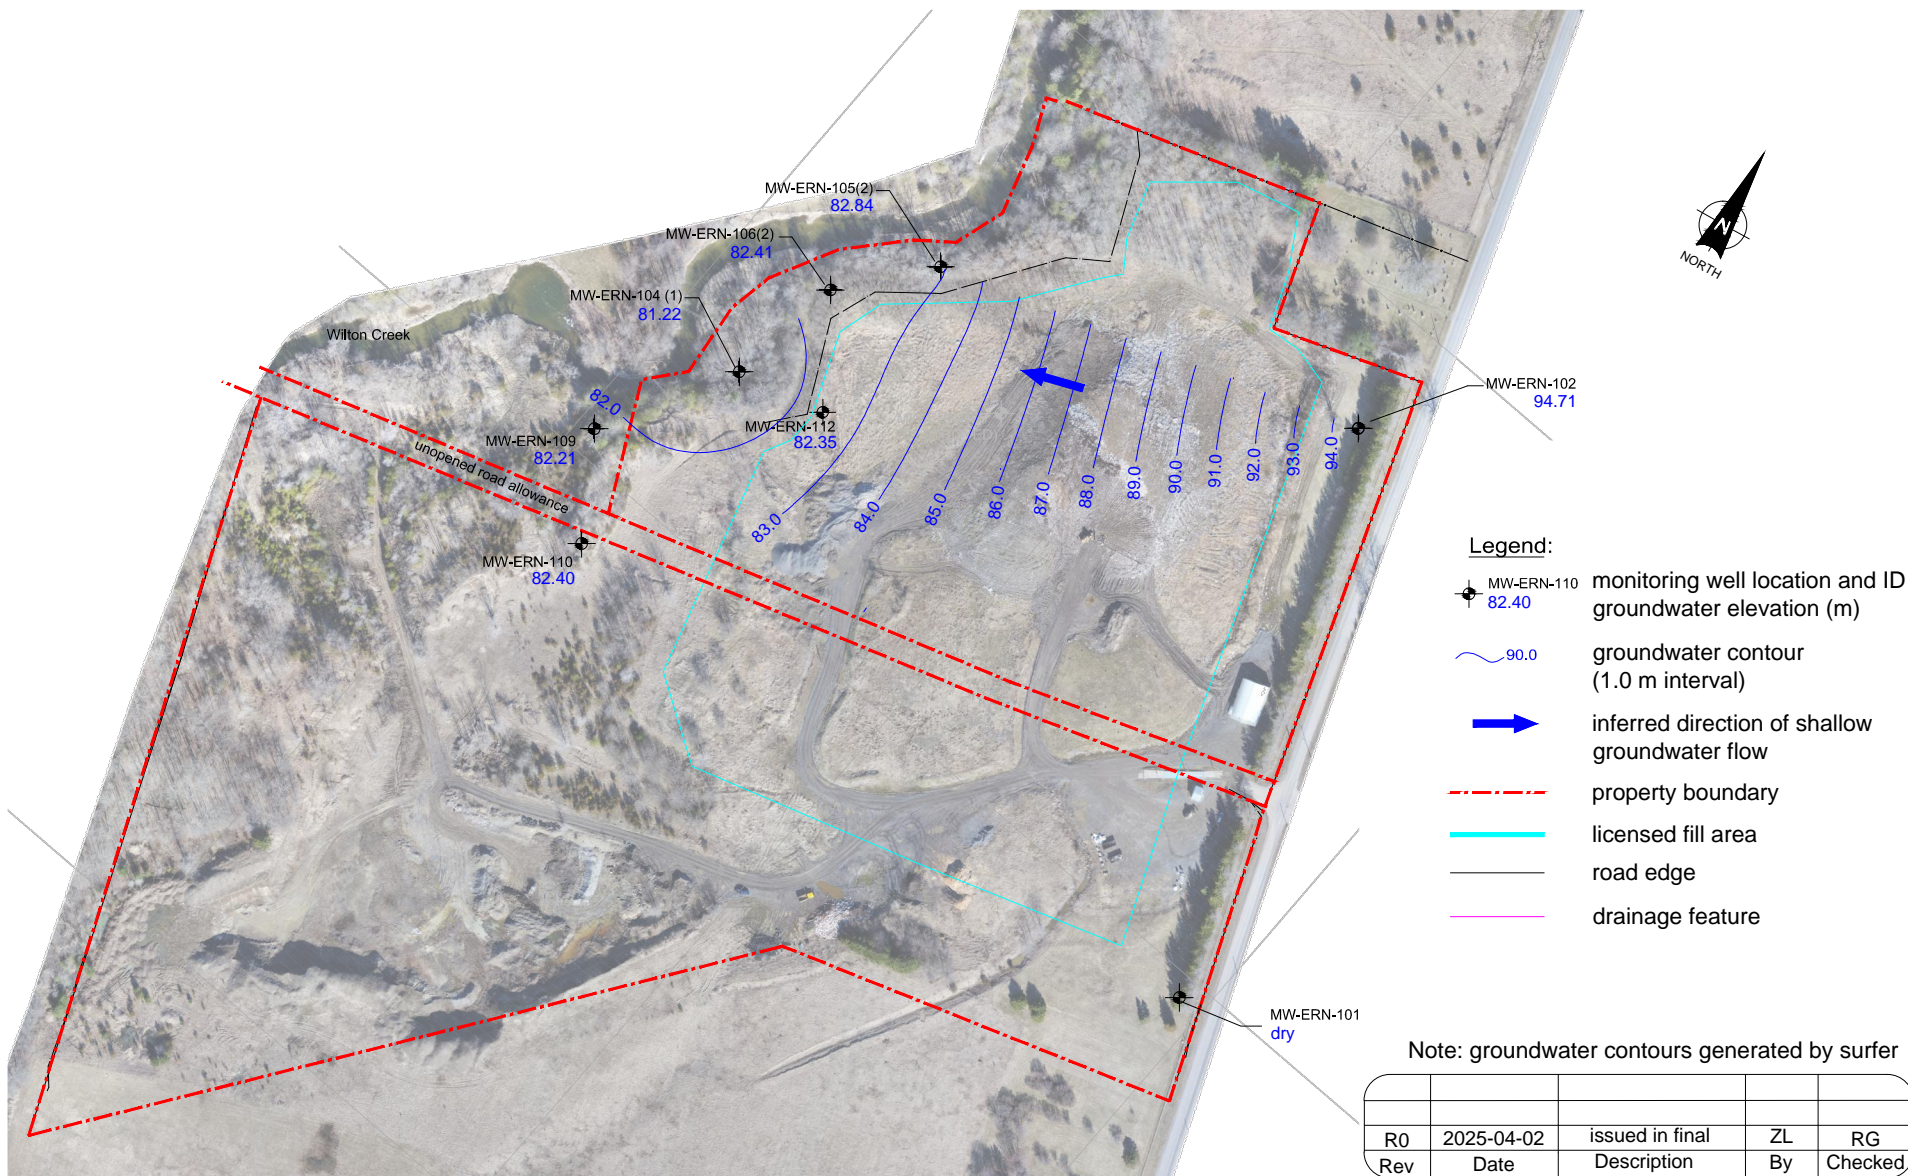 MW-ERN-105(2)
82.84
MW-ERN-106(2)
82.41
MW-ERN-104 (1)
81.22
Wilton Creek
82.0
MW-ERN-109
82.21
MW-ERN-112
82.35
unopened road allowance
MW-ERN-110
82.40
83.0
84.0
85.0
86.0
87.0
88.0
89.0
90.0
91.0
92.0
93.0
94.0
MW-ERN-102
94.71
MW-ERN-101
dry
N
NORTH
Legend:
MW-ERN-110
82.40
monitoring well location and ID
groundwater elevation (m)
90.0
groundwater contour
(1.0 m interval)
inferred direction of shallow
groundwater flow
property boundary
licensed fill area
road edge
drainage feature
Note: groundwater contours generated by surfer
R0 2025-04-02 issued in final ZL RG
Rev Date Description By Checked